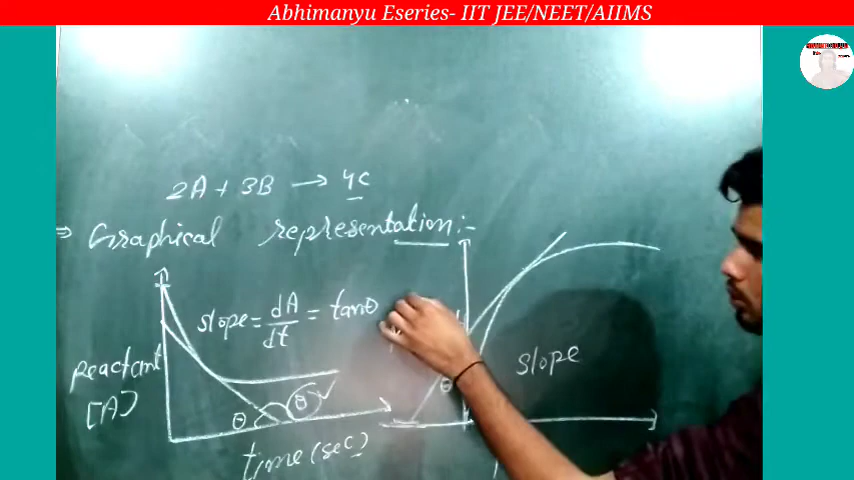 Abhimanyu Eseries- IIT JEE/NEET/AIIMS
2A + 3B → 4C
⇒ Graphical representation:-
slope = dA/dt = tanθ
Reactant
[A]
θ
θ
time (sec)
θ
slope